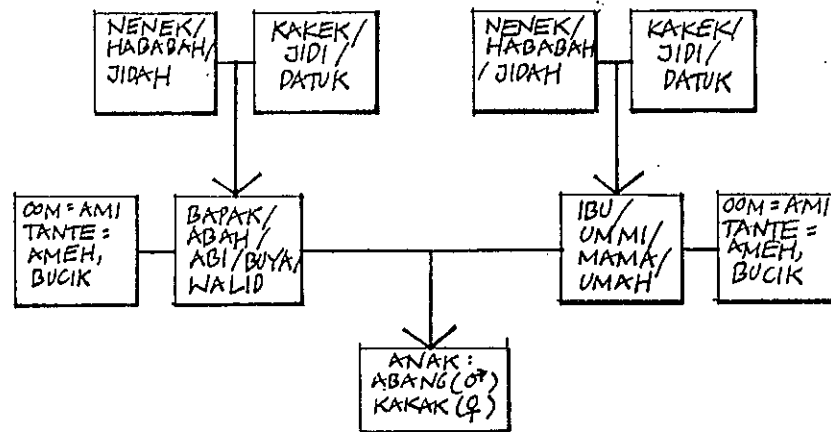 NENEK/
HABABAH/
JIDAH
KAKEK/
JIDI/
DATUK
NENEK/
HABABAH
/ JIDAH
KAKEK/
JIDI/
DATUK
OOM = AMI
TANTE =
AMEH,
BUCIK
BAPAK/
ABAH/
ABI/BUYA/
WALID
IBU/
UMMI/
MAMA/
UMAH
OOM = AMI
TANTE =
AMEH,
BUCIK
ANAK :
ABANG (♂)
KAKAK (♀)